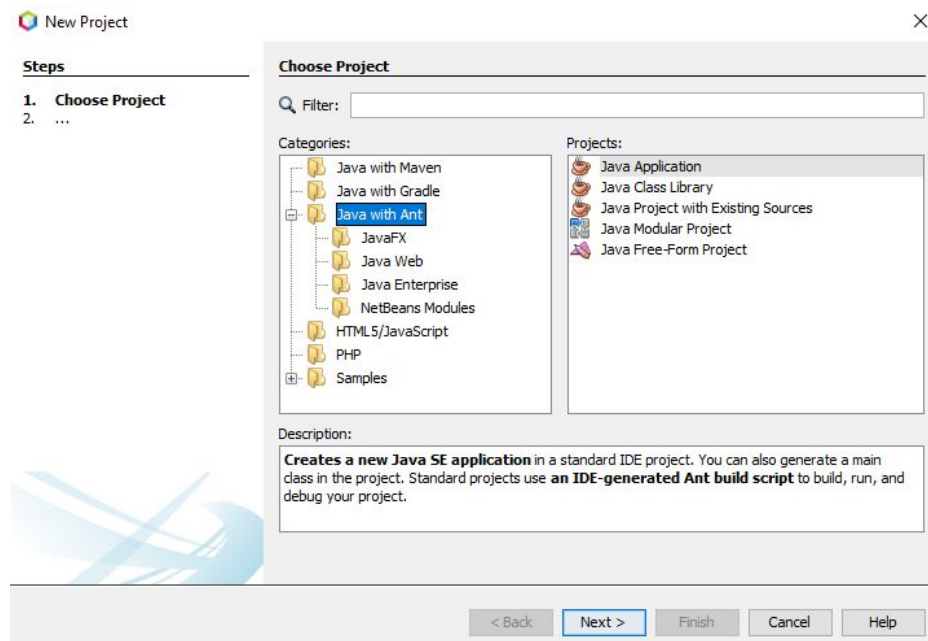 New Project
Steps
1. Choose Project
2. ...
Choose Project
Filter:
Categories:
Java with Maven
Java with Gradle
Java with Ant
JavaFX
Java Web
Java Enterprise
NetBeans Modules
HTML5/JavaScript
PHP
Samples
Projects:
Java Application
Java Class Library
Java Project with Existing Sources
Java Modular Project
Java Free-Form Project
Description:
Creates a new Java SE application in a standard IDE project. You can also generate a main
class in the project. Standard projects use an IDE-generated Ant build script to build, run, and
debug your project.
< Back Next > Finish Cancel Help